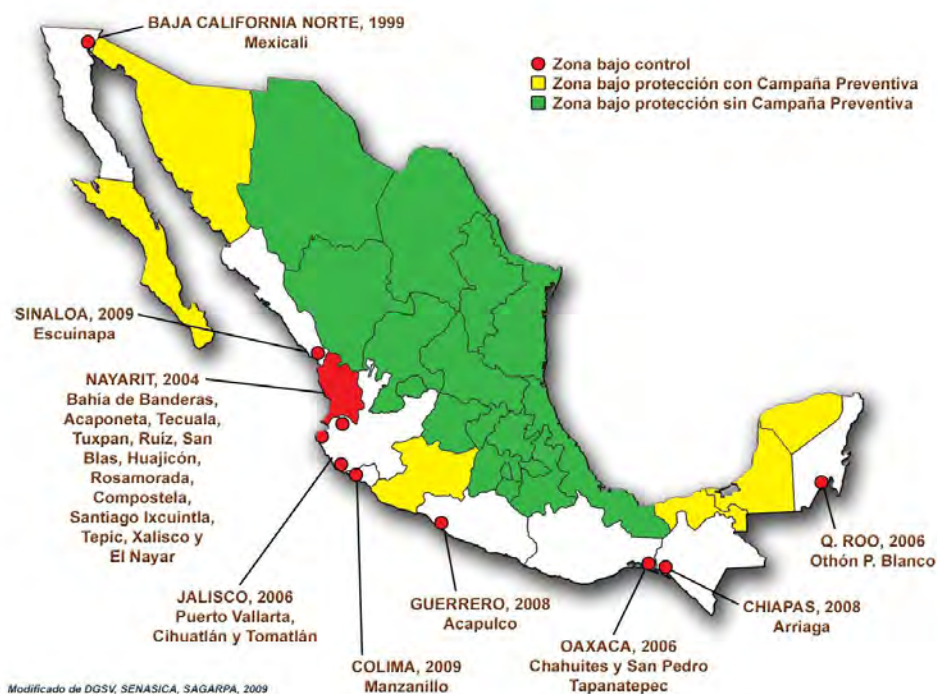 BAJA CALIFORNIA NORTE, 1999
Mexicali
Zona bajo control
Zona bajo protección con Campaña Preventiva
Zona bajo protección sin Campaña Preventiva
SINALOA, 2009
Escuinapa
NAYARIT, 2004
Bahía de Banderas,
Acaponeta, Tecuala,
Tuxpan, Ruíz, San
Blas, Huajicón,
Rosamorada,
Compostela,
Santiago Ixcuintla,
Tepic, Xalisco y
El Nayar
JALISCO, 2006
Puerto Vallarta,
Cihuatlán y Tomatlán
COLIMA, 2009
Manzanillo
GUERRERO, 2008
Acapulco
OAXACA, 2006
Chahuites y San Pedro
Tapanatepec
CHIAPAS, 2008
Arriaga
Q. ROO, 2006
Othón P. Blanco
Modificado de DGSV, SENASICA, SAGARPA, 2009